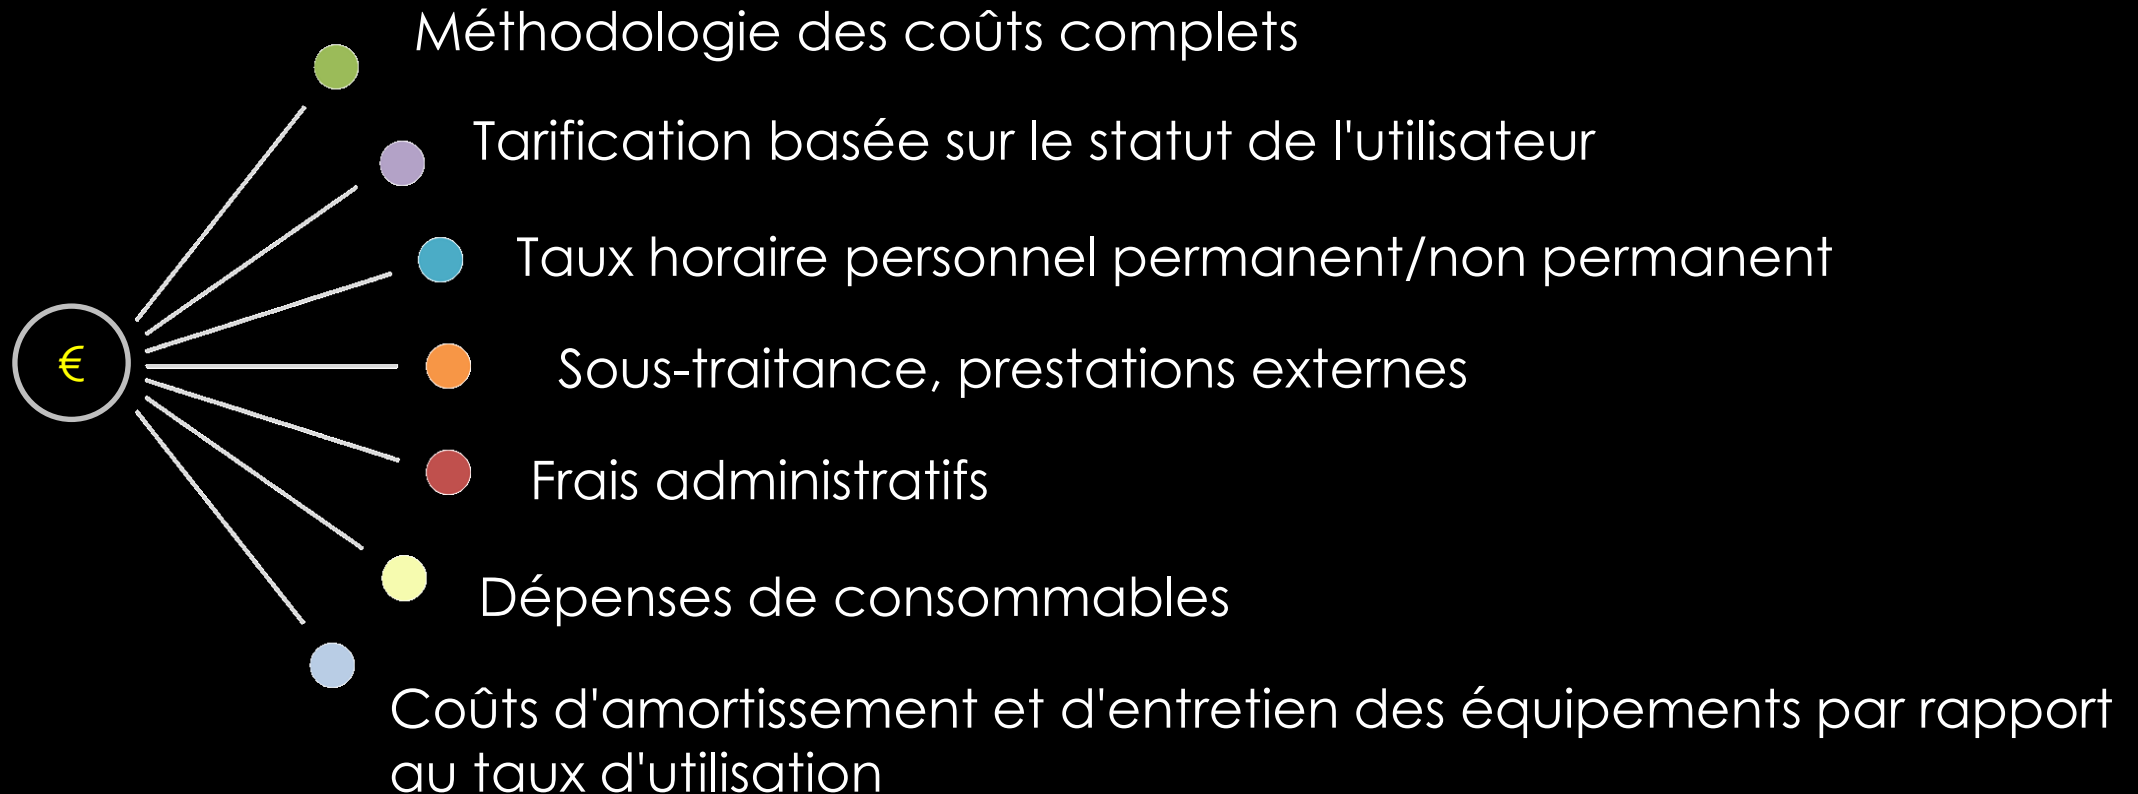 Méthodologie des coûts complets
Tarification basée sur le statut de l'utilisateur
Taux horaire personnel permanent/non permanent
€
Sous-traitance, prestations externes
Frais administratifs
Dépenses de consommables
Coûts d'amortissement et d'entretien des équipements par rapport
au taux d'utilisation